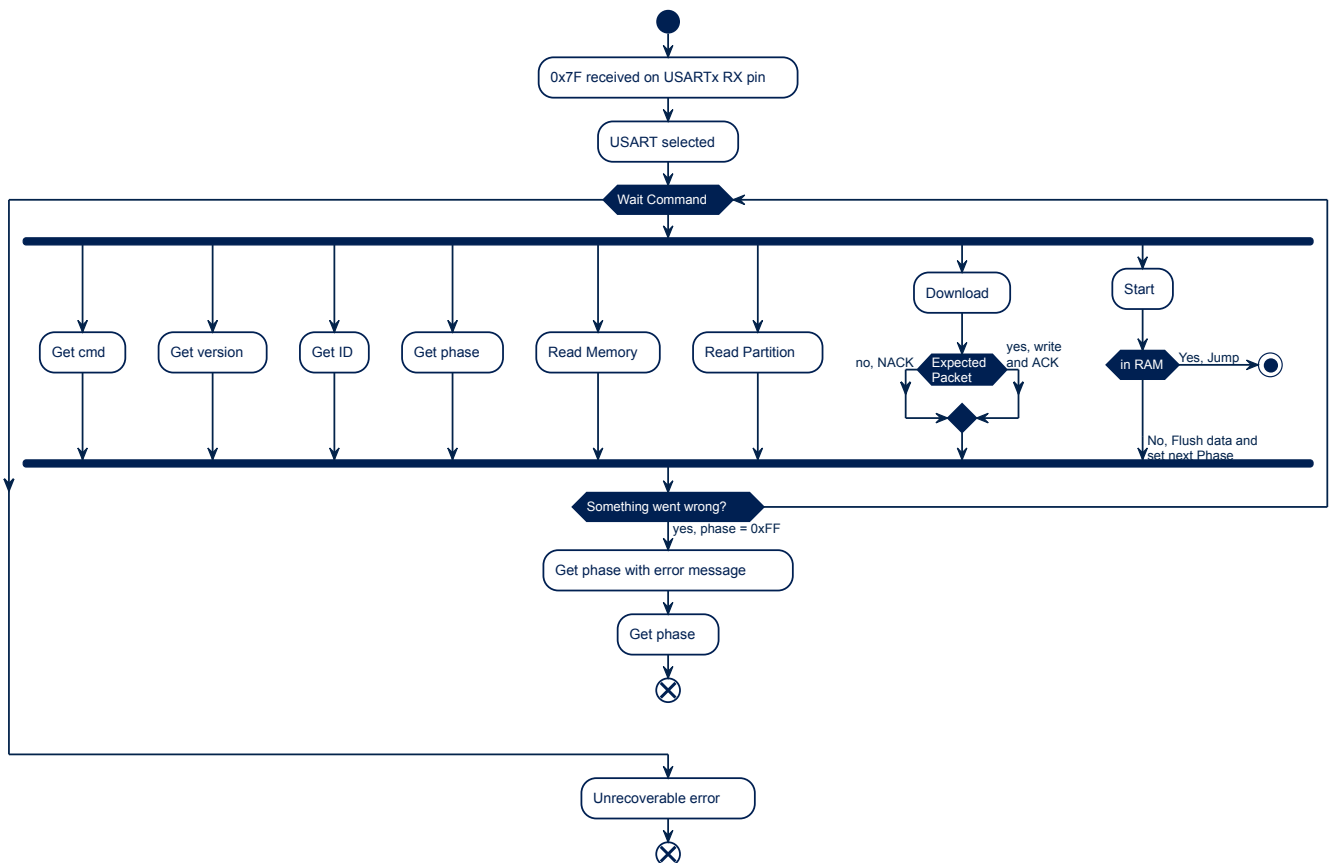 0x7F received on USARTx RX pin
USART selected
Wait Command
Download
Start
Get cmd
Get version
Get ID
Get phase
Read Memory
Read Partition
no, NACK
Expected
Packet
yes, write
and ACK
in RAM
Yes, Jump
No, Flush data and
set next Phase
Something went wrong?
yes, phase = 0xFF
Get phase with error message
Get phase
Unrecoverable error